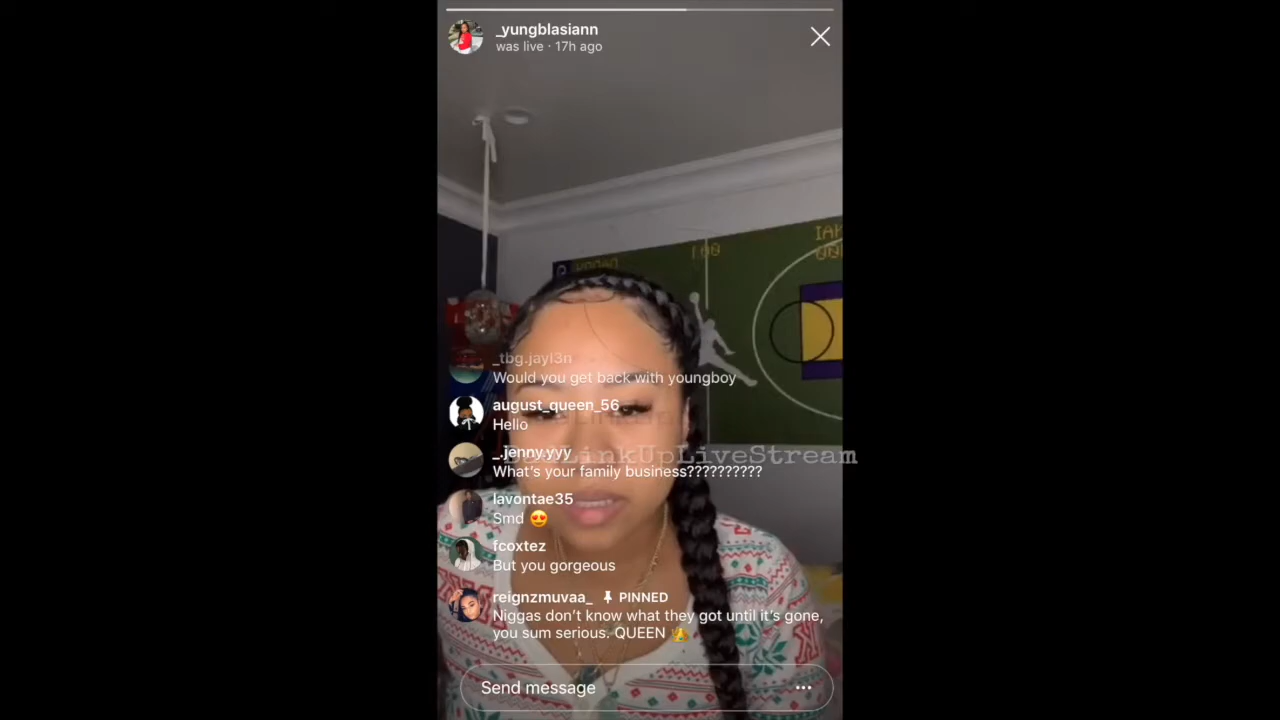 _yungblasiann
was live · 17h ago
100
_tbg.jayl3n
Would you get back with youngboy
august_queen_56
Hello
_.jenny.yyy
LinkUpLiveStream
What's your family business??????????
lavontae35
Smd 😍
fcoxtez
But you gorgeous
reignzmuvaa_ PINNED
Niggas don't know what they got until it's gone,
you sum serious. QUEEN 👑
Send message